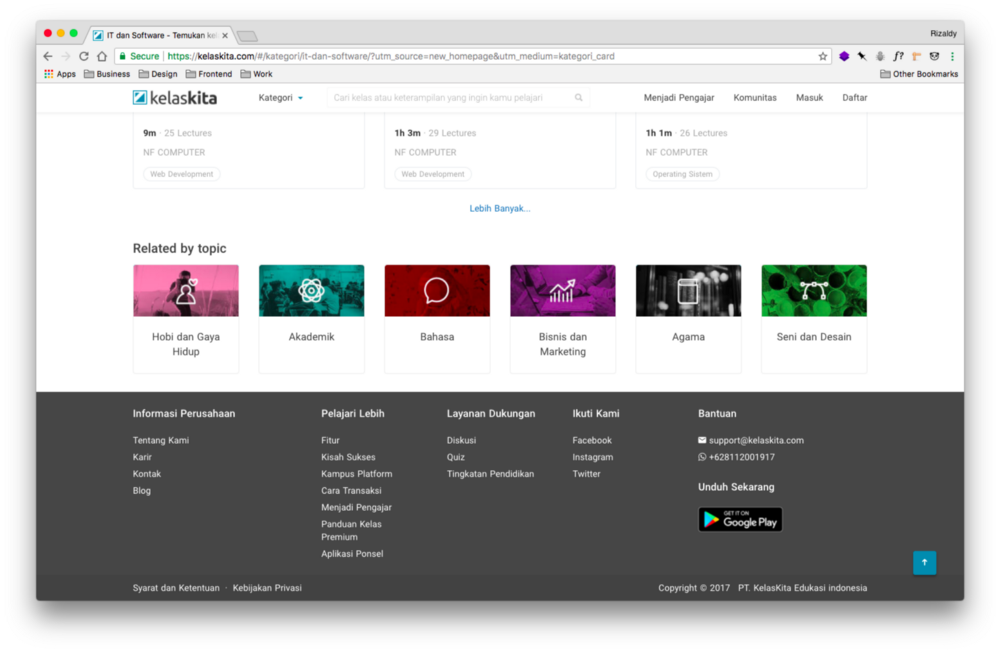 IT dan Software - Temukan kel
Rizaldy
Secure | https://kelaskita.com/#/kategori/it-dan-software/?utm_source=new_homepage&utm_medium=kategori_card
f?
Apps Business Design Frontend Work Other Bookmarks
kelaskita Kategori Cari kelas atau keterampilan yang ingin kamu pelajari Menjadi Pengajar Komunitas Masuk Daftar
9m · 25 Lectures
NF COMPUTER
Web Development
1h 3m · 29 Lectures
NF COMPUTER
Web Development
1h 1m · 26 Lectures
NF COMPUTER
Operating Sistem
Lebih Banyak...
Related by topic
Hobi dan Gaya
Hidup
Akademik
Bahasa
Bisnis dan
Marketing
Agama
Seni dan Desain
Informasi Perusahaan
Tentang Kami
Karir
Kontak
Blog
Pelajari Lebih
Fitur
Kisah Sukses
Kampus Platform
Cara Transaksi
Menjadi Pengajar
Panduan Kelas
Premium
Aplikasi Ponsel
Layanan Dukungan
Diskusi
Quiz
Tingkatan Pendidikan
Ikuti Kami
Facebook
Instagram
Twitter
Bantuan
support@kelaskita.com
+628112001917
Unduh Sekarang
GET IT ON
Google Play
Syarat dan Ketentuan · Kebijakan Privasi
Copyright © 2017 PT. KelasKita Edukasi indonesia